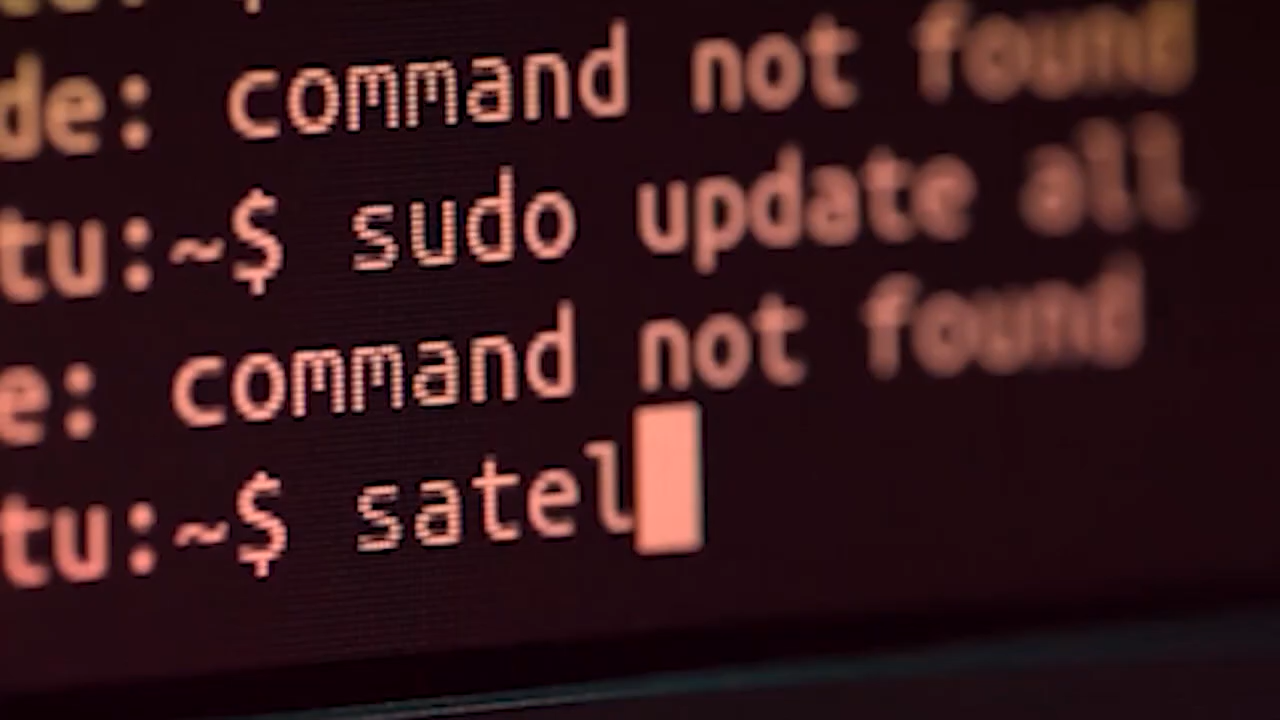 de: command not found
tu:~$ sudo update all
e: command not found
tu:~$ satel